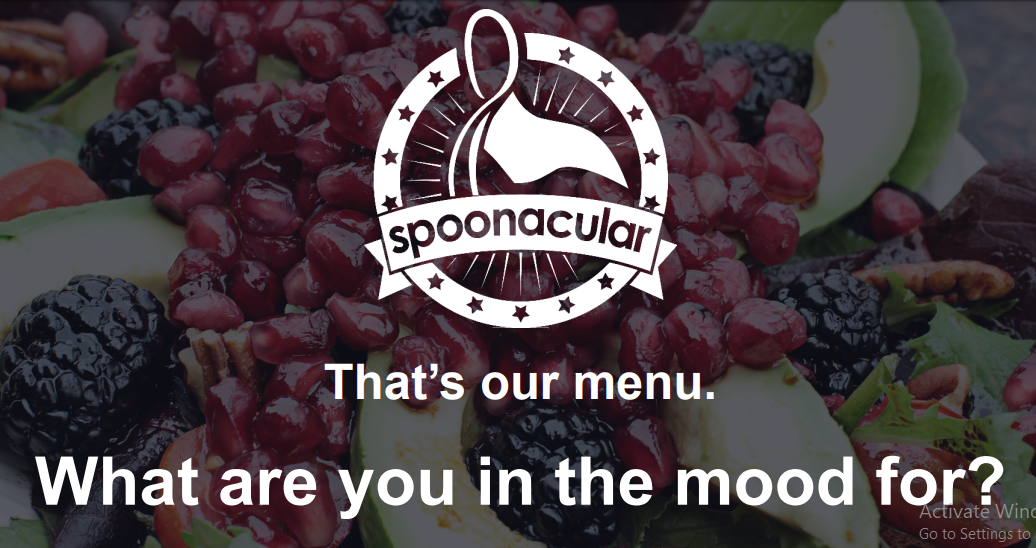 spoonacular
That’s our menu.
What are you in the mood for?
Activate Wind
Go to Settings to